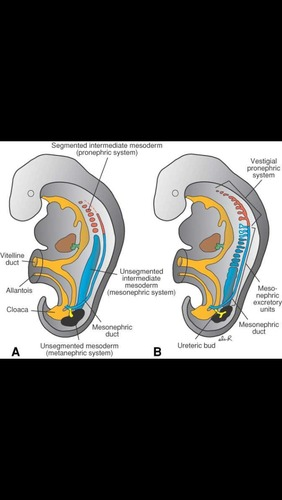 Segmented intermediate mesoderm
(pronephric system)
Vitelline
duct
Allantois
Cloaca
Unsegmented
intermediate
mesoderm
(mesonephric system)
Mesonephric
duct
Unsegmented mesoderm
(metanephric system)
A
Vestigial
pronephric
system
Meso-
nephric
excretory
units
Mesonephric
duct
Ureteric bud
B